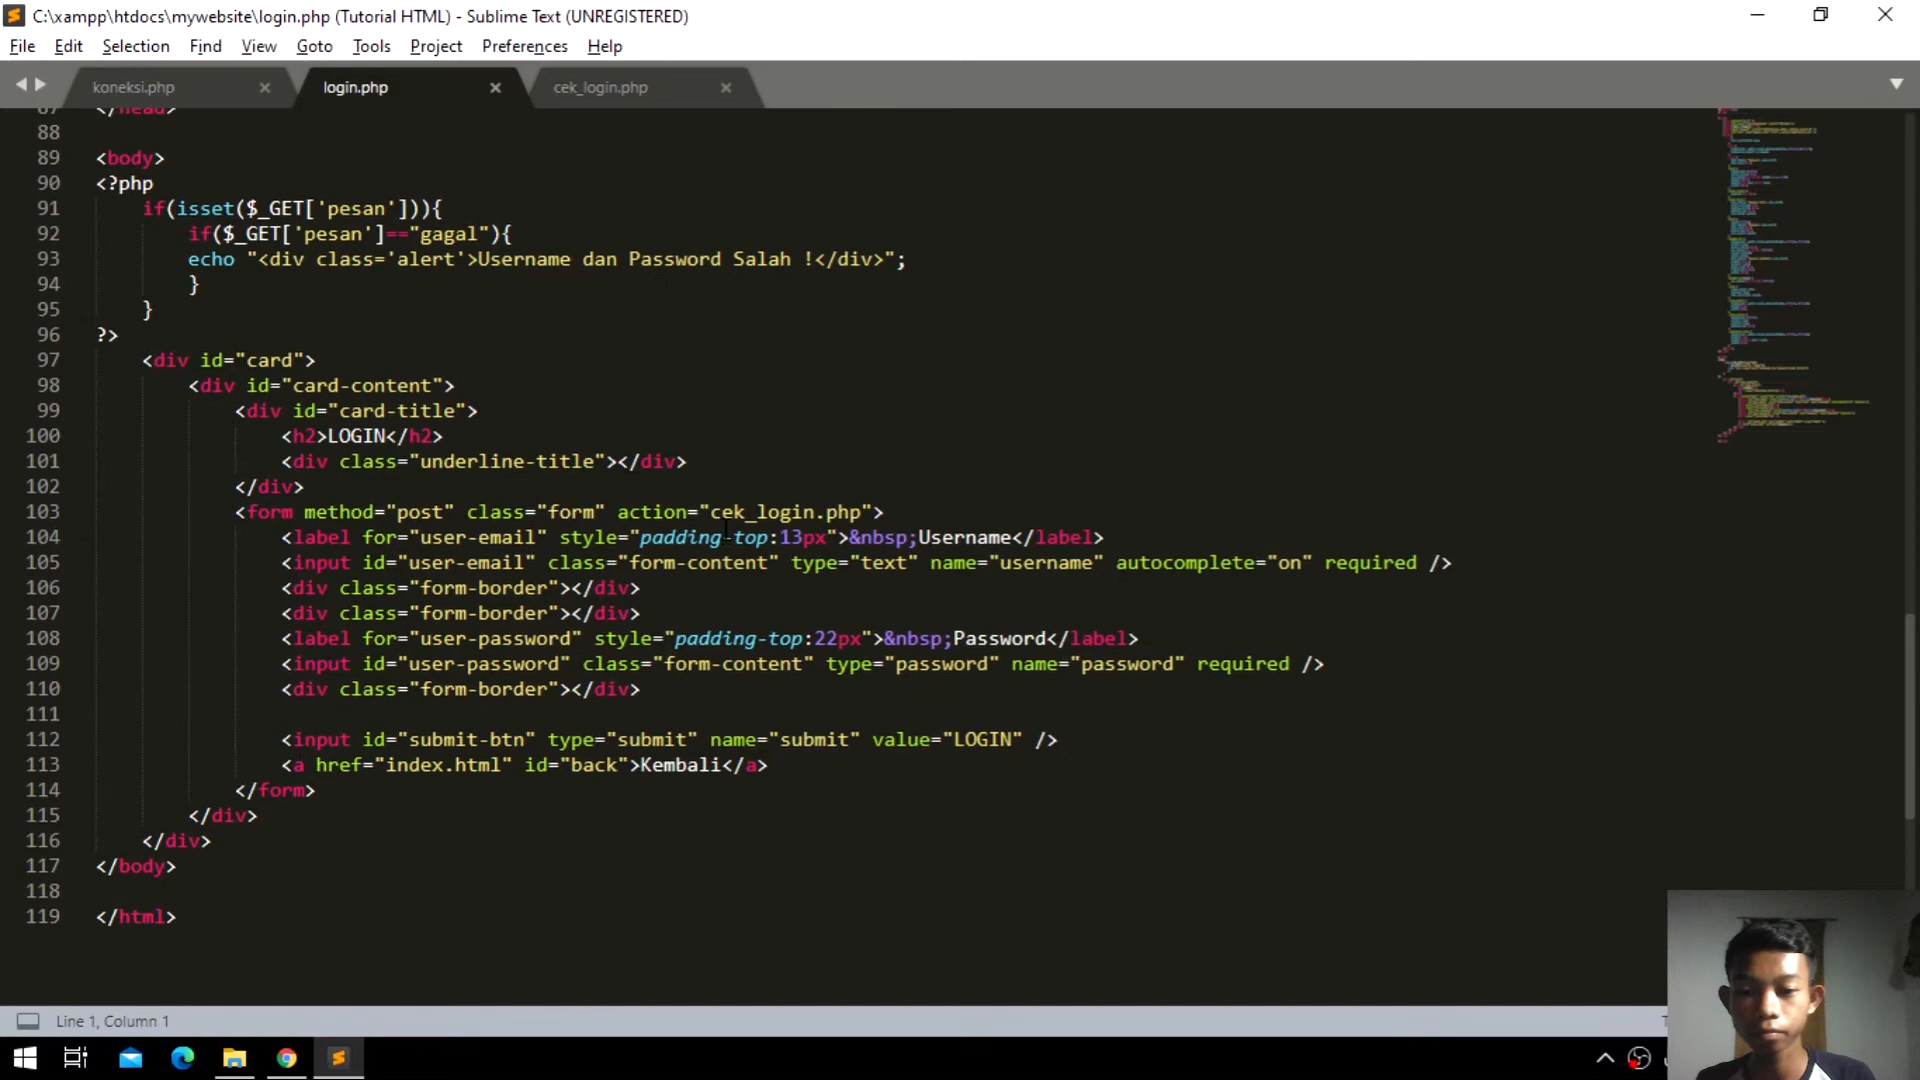 C:\xampp\htdocs\mywebsite\login.php (Tutorial HTML) - Sublime Text (UNREGISTERED)
File Edit Selection Find View Goto Tools Project Preferences Help
koneksi.php × login.php × cek_login.php ×
87 </head>
88
89 <body>
90 <?php
91 if(isset($_GET['pesan'])){
92 if($_GET['pesan']=="gagal"){
93 echo "<div class='alert'>Username dan Password Salah !</div>";
94 }
95 }
96 ?>
97 <div id="card">
98 <div id="card-content">
99 <div id="card-title">
100 <h2>LOGIN</h2>
101 <div class="underline-title"></div>
102 </div>
103 <form method="post" class="form" action="cek_login.php">
104 <label for="user-email" style="padding-top:13px">&nbsp;Username</label>
105 <input id="user-email" class="form-content" type="text" name="username" autocomplete="on" required />
106 <div class="form-border"></div>
107 <div class="form-border"></div>
108 <label for="user-password" style="padding-top:22px">&nbsp;Password</label>
109 <input id="user-password" class="form-content" type="password" name="password" required />
110 <div class="form-border"></div>
111
112 <input id="submit-btn" type="submit" name="submit" value="LOGIN" />
113 <a href="index.html" id="back">Kembali</a>
114 </form>
115 </div>
116 </div>
117 </body>
118
119 </html>
Line 1, Column 1